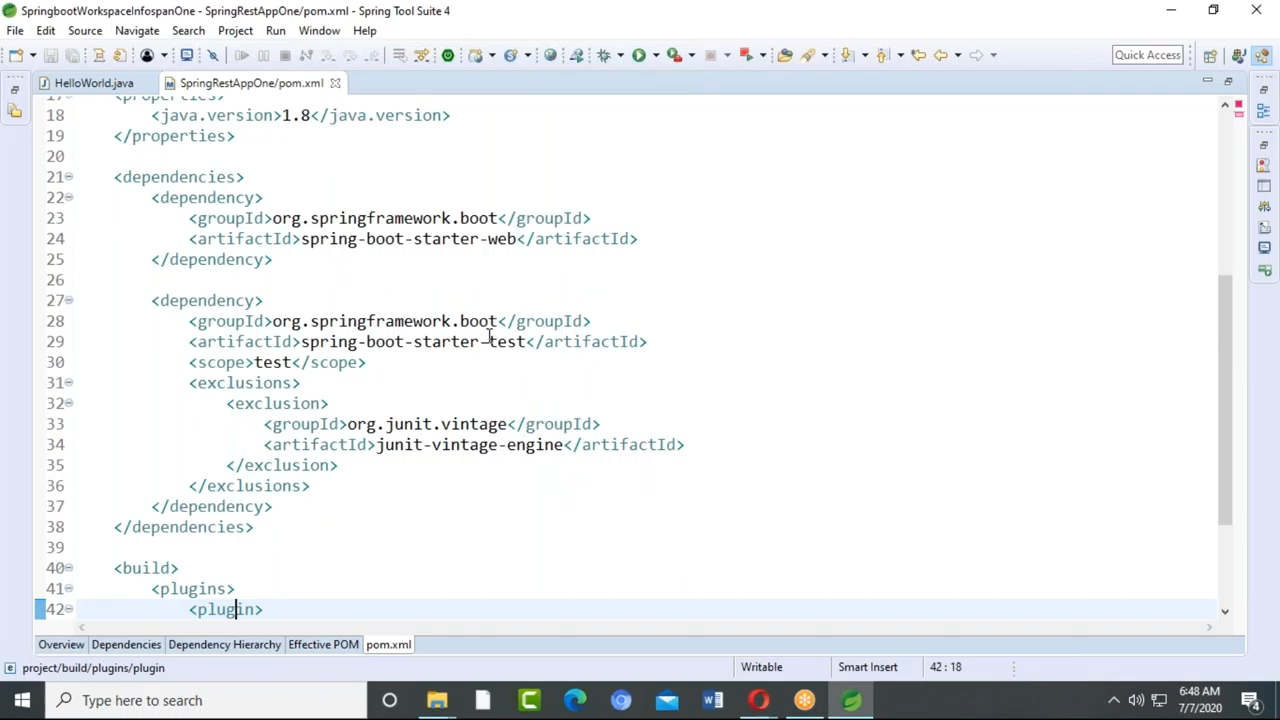 SpringbootWorkspaceInfospanOne - SpringRestAppOne/pom.xml - Spring Tool Suite 4
File Edit Source Navigate Search Project Run Window Help
Quick Access
HelloWorld.java SpringRestAppOne/pom.xml
17 <properties>
18 <java.version>1.8</java.version>
19 </properties>
20
21 <dependencies>
22 <dependency>
23 <groupId>org.springframework.boot</groupId>
24 <artifactId>spring-boot-starter-web</artifactId>
25 </dependency>
26
27 <dependency>
28 <groupId>org.springframework.boot</groupId>
29 <artifactId>spring-boot-starter-test</artifactId>
30 <scope>test</scope>
31 <exclusions>
32 <exclusion>
33 <groupId>org.junit.vintage</groupId>
34 <artifactId>junit-vintage-engine</artifactId>
35 </exclusion>
36 </exclusions>
37 </dependency>
38 </dependencies>
39
40 <build>
41 <plugins>
42 <plugin>
Overview Dependencies Dependency Hierarchy Effective POM pom.xml
project/build/plugins/plugin Writable Smart Insert 42 : 18
Type here to search
6:48 AM
7/7/2020
4